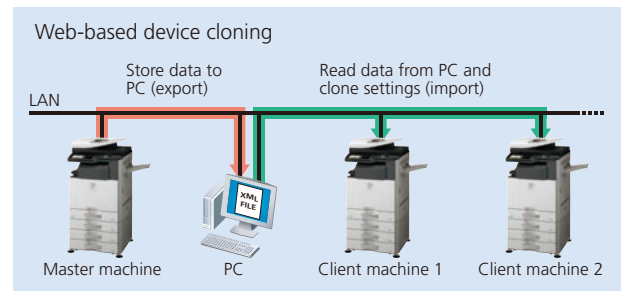 Web-based device cloning
Store data to
PC (export)
Read data from PC and
clone settings (import)
LAN
XML
FILE
Master machine
PC
Client machine 1
Client machine 2